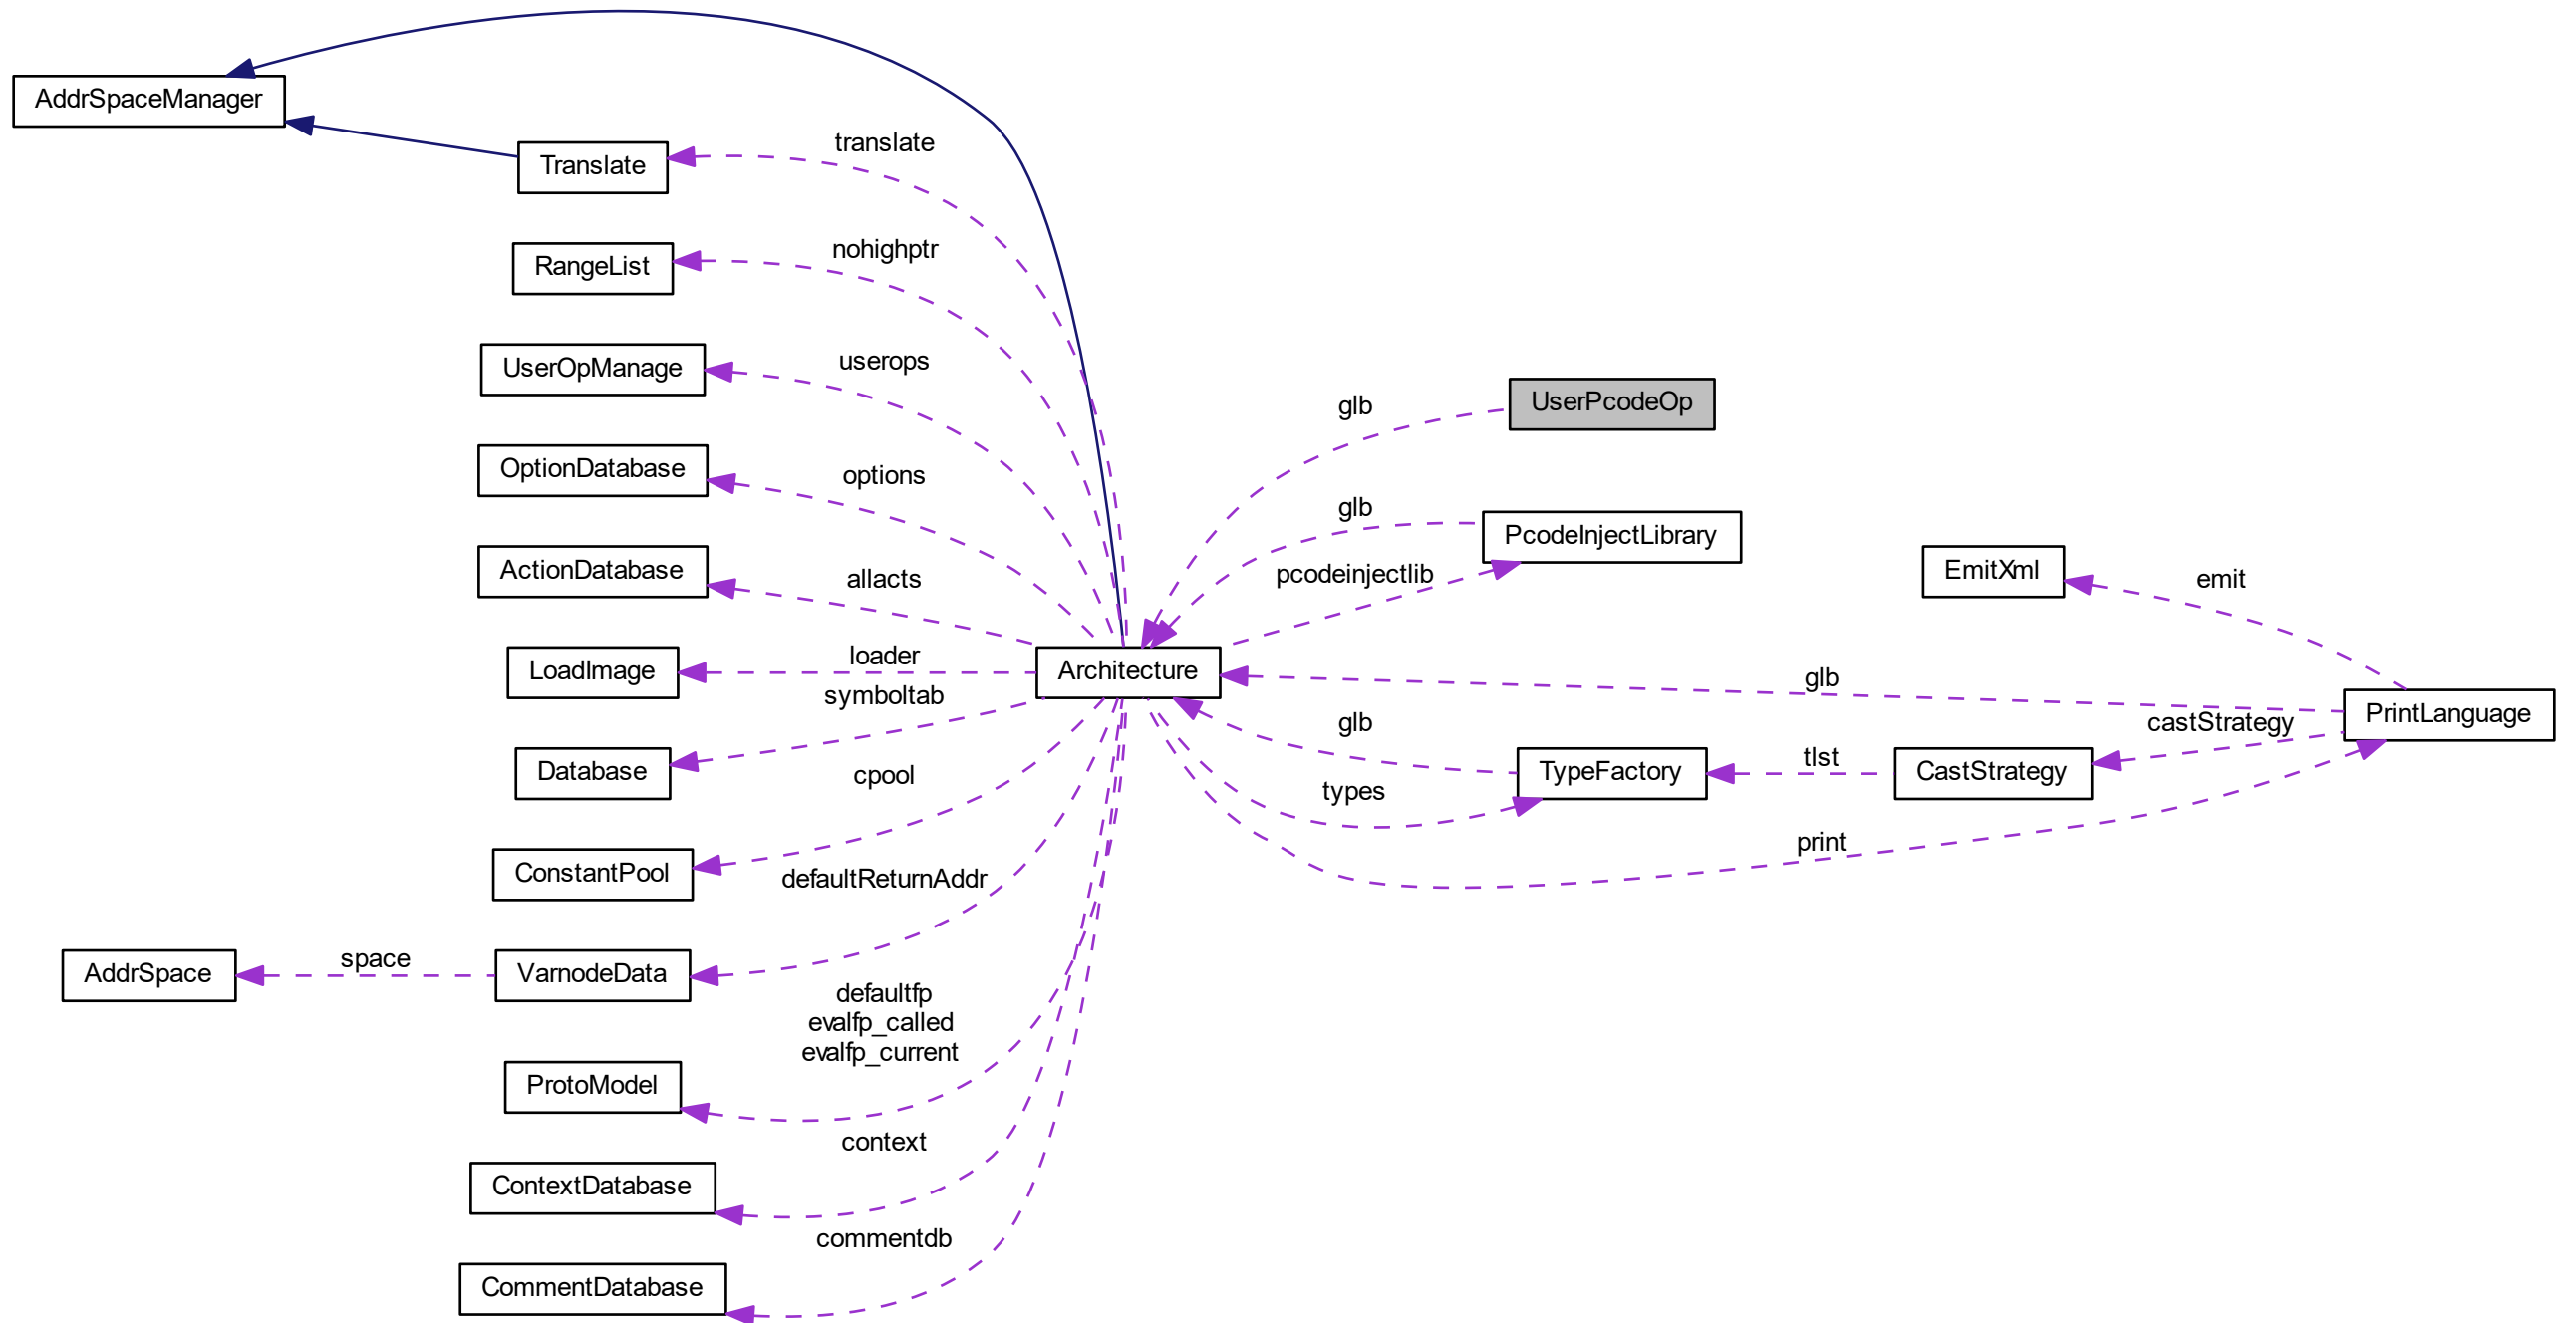 AddrSpaceManager
translate
Translate
nohighptr
RangeList
userops
UserOpManage
UserPcodeOp
glb
OptionDatabase
options
glb
PcodeInjectLibrary
ActionDatabase
allacts
pcodeinjectlib
EmitXml
emit
LoadImage
loader
Architecture
glb
symboltab
PrintLanguage
glb
castStrategy
Database
cpool
types
TypeFactory
tlst
CastStrategy
print
ConstantPool
defaultReturnAddr
AddrSpace
space
VarnodeData
defaultfp
evalfp_called
evalfp_current
ProtoModel
context
ContextDatabase
commentdb
CommentDatabase